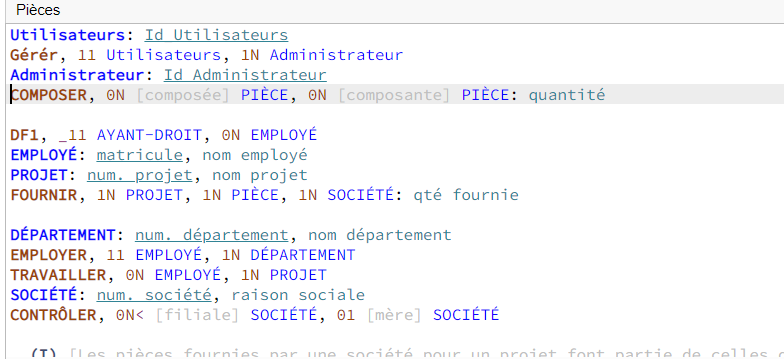 Pièces
Utilisateurs: Id Utilisateurs
Gérér, 11 Utilisateurs, 1N Administrateur
Administrateur: Id Administrateur
COMPOSER, 0N [composée] PIÈCE, 0N [composante] PIÈCE: quantité
DF1, _11 AYANT-DROIT, 0N EMPLOYÉ
EMPLOYÉ: matricule, nom employé
PROJET: num. projet, nom projet
FOURNIR, 1N PROJET, 1N PIÈCE, 1N SOCIÉTÉ: qté fournie
DÉPARTEMENT: num. département, nom département
EMPLOYER, 11 EMPLOYÉ, 1N DÉPARTEMENT
TRAVAILLER, 0N EMPLOYÉ, 1N PROJET
SOCIÉTÉ: num. société, raison sociale
CONTRÔLER, 0N< [filiale] SOCIÉTÉ, 01 [mère] SOCIÉTÉ
(I) [Les pièces fournies par une société pour un projet font partie de celles